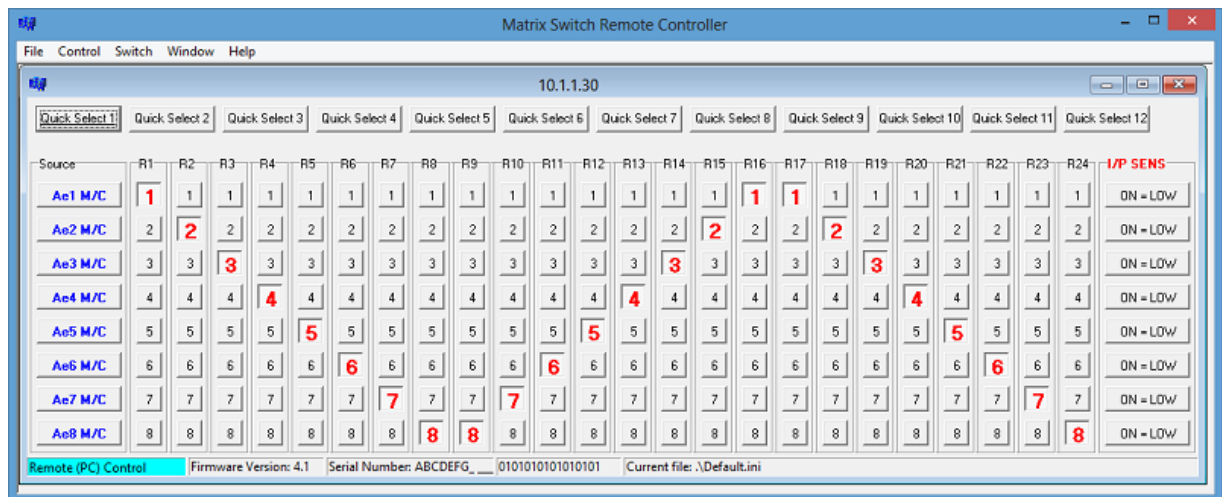 Matrix Switch Remote Controller
File Control Switch Window Help
10.1.1.30
Quick Select 1 Quick Select 2 Quick Select 3 Quick Select 4 Quick Select 5 Quick Select 6 Quick Select 7 Quick Select 8 Quick Select 9 Quick Select 10 Quick Select 11 Quick Select 12
Source R1 R2 R3 R4 R5 R6 R7 R8 R9 R10 R11 R12 R13 R14 R15 R16 R17 R18 R19 R20 R21 R22 R23 R24 I/P SENS
Ae1 M/C 1 1 1 1 1 1 1 1 1 1 1 1 1 1 1 1 1 1 1 1 1 1 1 1 ON = LOW
Ae2 M/C 2 2 2 2 2 2 2 2 2 2 2 2 2 2 2 2 2 2 2 2 2 2 2 2 ON = LOW
Ae3 M/C 3 3 3 3 3 3 3 3 3 3 3 3 3 3 3 3 3 3 3 3 3 3 3 3 ON = LOW
Ae4 M/C 4 4 4 4 4 4 4 4 4 4 4 4 4 4 4 4 4 4 4 4 4 4 4 4 ON = LOW
Ae5 M/C 5 5 5 5 5 5 5 5 5 5 5 5 5 5 5 5 5 5 5 5 5 5 5 5 ON = LOW
Ae6 M/C 6 6 6 6 6 6 6 6 6 6 6 6 6 6 6 6 6 6 6 6 6 6 6 6 ON = LOW
Ae7 M/C 7 7 7 7 7 7 7 7 7 7 7 7 7 7 7 7 7 7 7 7 7 7 7 7 ON = LOW
Ae8 M/C 8 8 8 8 8 8 8 8 8 8 8 8 8 8 8 8 8 8 8 8 8 8 8 8 ON = LOW
Remote (PC) Control Firmware Version: 4.1 Serial Number: ABCDEFG_ __ 0101010101010101 Current file: .\Default.ini